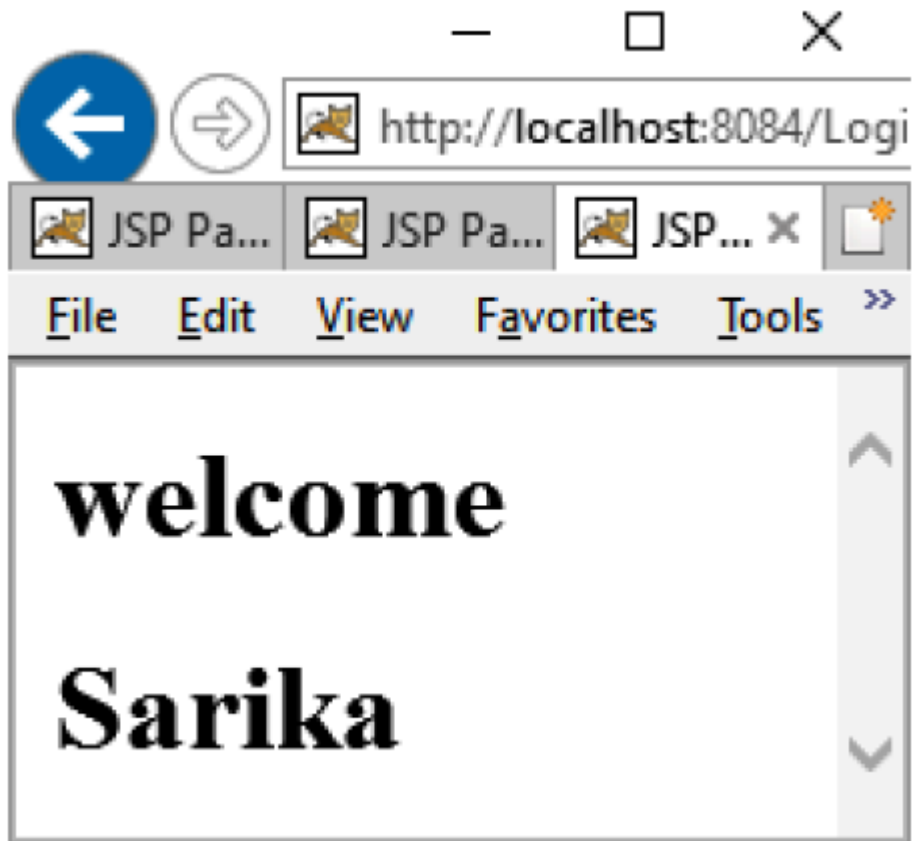 http://localhost:8084/Logi
JSP Pa... JSP Pa... JSP...
File Edit View Favorites Tools
welcome
Sarika